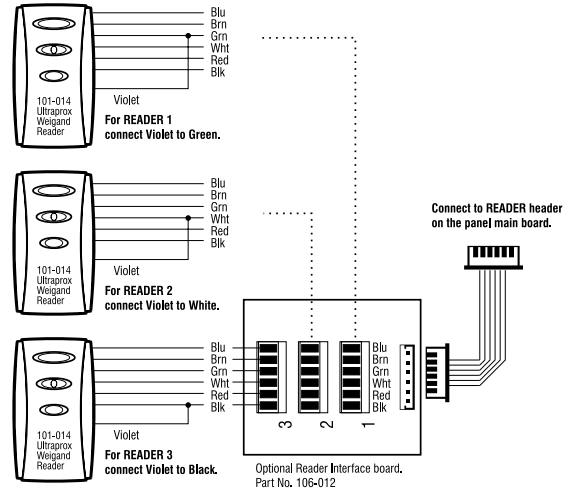 Blu
Brn
Grn
Wht
Red
Blk
Violet
101-014
Ultraprox
Weigand
Reader
For READER 1
connect Violet to Green.
Blu
Brn
Grn
Wht
Red
Blk
Violet
101-014
Ultraprox
Weigand
Reader
For READER 2
connect Violet to White.
Connect to READER header
on the panel main board.
Blu
Brn
Grn
Wht
Red
Blk
Violet
101-014
Ultraprox
Weigand
Reader
For READER 3
connect Violet to Black.
Blu
Brn
Grn
Wht
Red
Blk
3
2
1
Optional Reader Interface board.
Part No. 106-012